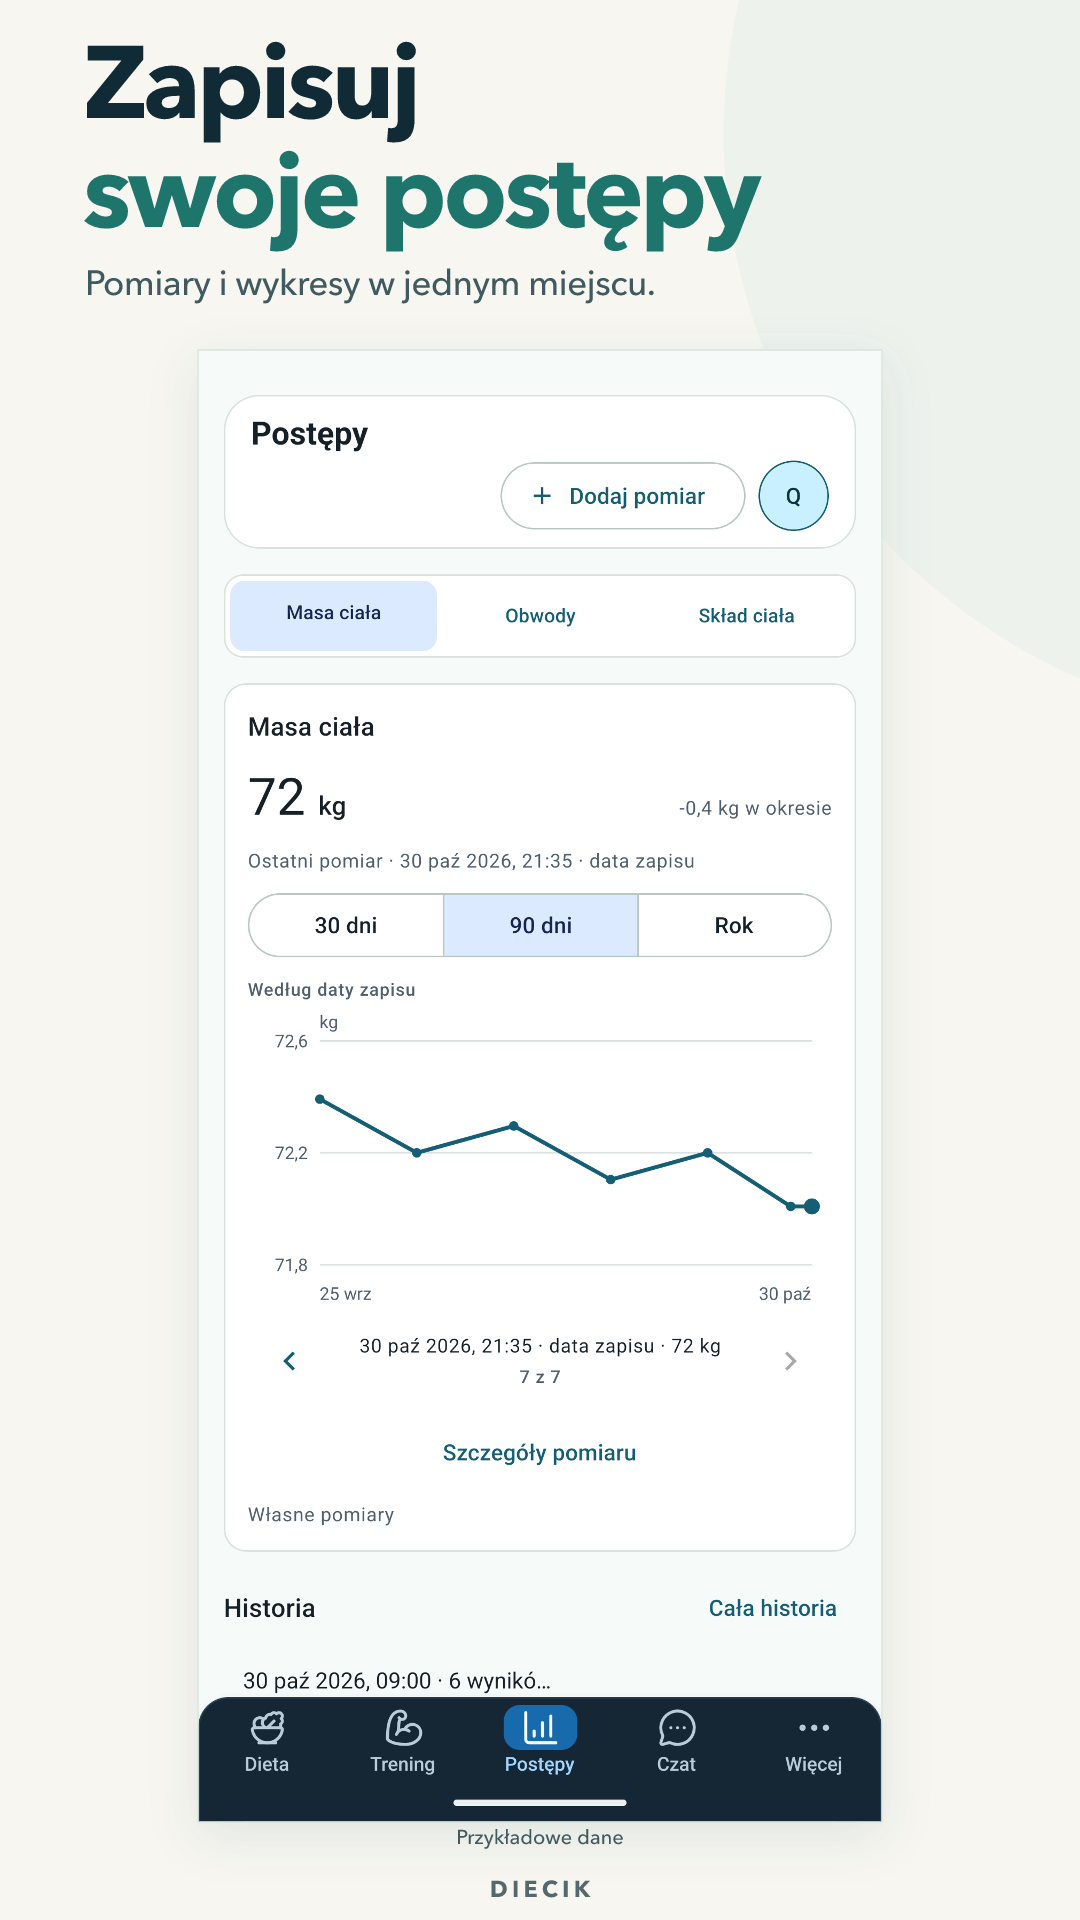 Zapisuj
swoje postępy
Pomiary i wykresy w jednym miejscu.
Postępy
+ Dodaj pomiar
Q
Masa ciała
Obwody
Skład ciała
Masa ciała
72 kg
-0,4 kg w okresie
Ostatni pomiar · 30 paź 2026, 21:35 · data zapisu
30 dni
90 dni
Rok
Według daty zapisu
kg
72,6
72,2
71,8
25 wrz
30 paź
30 paź 2026, 21:35 · data zapisu · 72 kg
7 z 7
Szczegóły pomiaru
Własne pomiary
Historia
Cała historia
30 paź 2026, 09:00 · 6 wynikó...
Dieta
Trening
Postępy
Czat
Więcej
Przykładowe dane
DIECIK